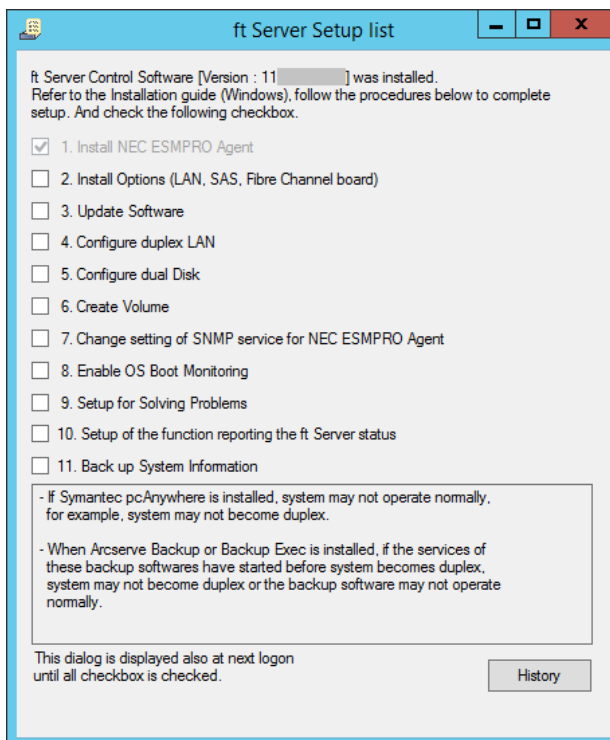 ft Server Setup list
ft Server Control Software [Version : 11 ] was installed.
Refer to the Installation guide (Windows), follow the procedures below to complete
setup. And check the following checkbox.
1. Install NEC ESMPRO Agent
2. Install Options (LAN, SAS, Fibre Channel board)
3. Update Software
4. Configure duplex LAN
5. Configure dual Disk
6. Create Volume
7. Change setting of SNMP service for NEC ESMPRO Agent
8. Enable OS Boot Monitoring
9. Setup for Solving Problems
10. Setup of the function reporting the ft Server status
11. Back up System Information
- If Symantec pcAnywhere is installed, system may not operate normally,
for example, system may not become duplex.
- When Arcserve Backup or Backup Exec is installed, if the services of
these backup softwares have started before system becomes duplex,
system may not become duplex or the backup software may not operate
normally.
This dialog is displayed also at next logon
until all checkbox is checked.
History